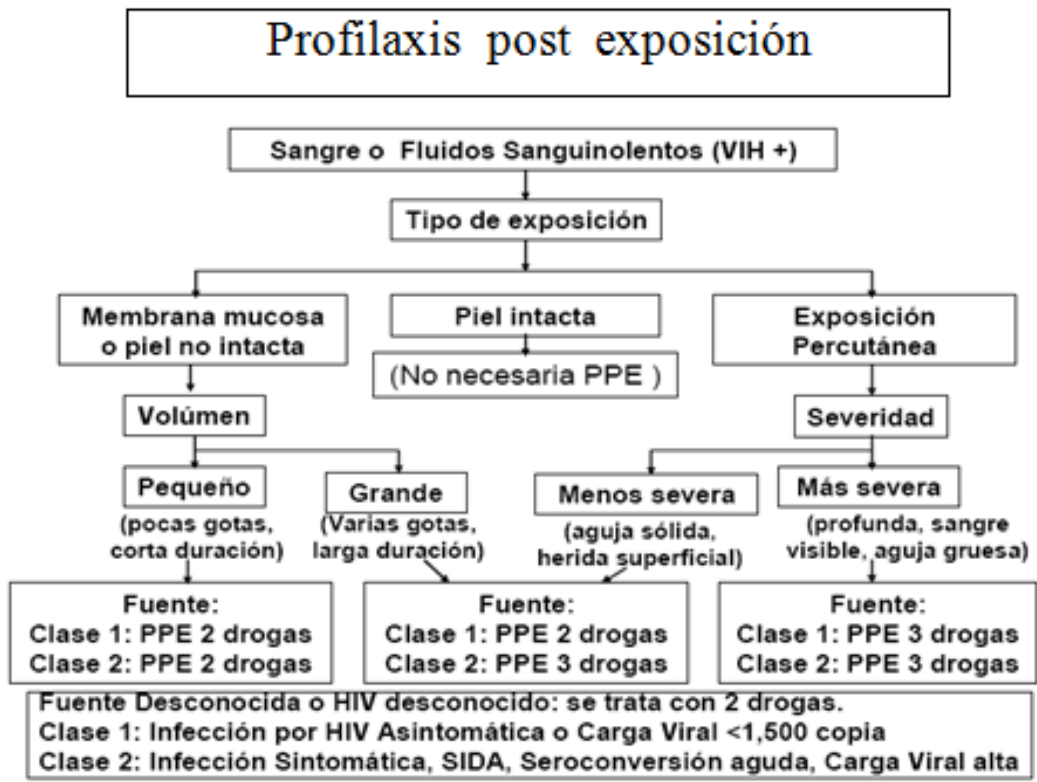 Profilaxis post exposición
Sangre o Fluidos Sanguinolentos (VIH +)
Tipo de exposición
Membrana mucosa
o piel no intacta
Piel intacta
Exposición
Percutánea
(No necesaria PPE )
Volúmen
Severidad
Pequeño
(pocas gotas,
corta duración)
Grande
(Varias gotas,
larga duración)
Menos severa
(aguja sólida,
herida superficial)
Más severa
(profunda, sangre
visible, aguja gruesa)
Fuente:
Clase 1: PPE 2 drogas
Clase 2: PPE 2 drogas
Fuente:
Clase 1: PPE 2 drogas
Clase 2: PPE 3 drogas
Fuente:
Clase 1: PPE 3 drogas
Clase 2: PPE 3 drogas
Fuente Desconocida o HIV desconocido: se trata con 2 drogas.
Clase 1: Infección por HIV Asintomática o Carga Viral <1,500 copia
Clase 2: Infección Sintomática, SIDA, Seroconversión aguda, Carga Viral alta